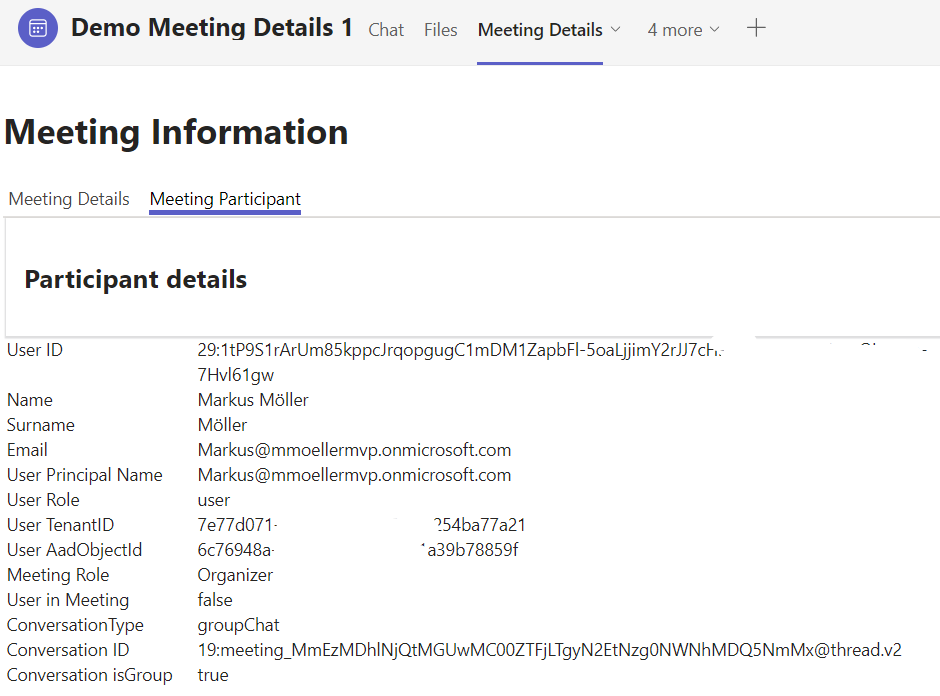 Demo Meeting Details 1 Chat Files Meeting Details 4 more
Meeting Information
Meeting Details Meeting Participant
Participant details
User ID 29:1tP9S1rArUm85kppcJrqopgugC1mDM1ZapbFl-5oaLjjimY2rJJ7cH
7Hvl61gw
Name Markus Möller
Surname Möller
Email Markus@mmoellermvp.onmicrosoft.com
User Principal Name Markus@mmoellermvp.onmicrosoft.com
User Role user
User TenantID 7e77d071- 254ba77a21
User AadObjectId 6c76948a- a39b78859f
Meeting Role Organizer
User in Meeting false
ConversationType groupChat
Conversation ID 19:meeting_MmEzMDhlNjQtMGUwMC00ZTFjLTgyN2EtNzg0NWNhMDQ5NmMx@thread.v2
Conversation isGroup true